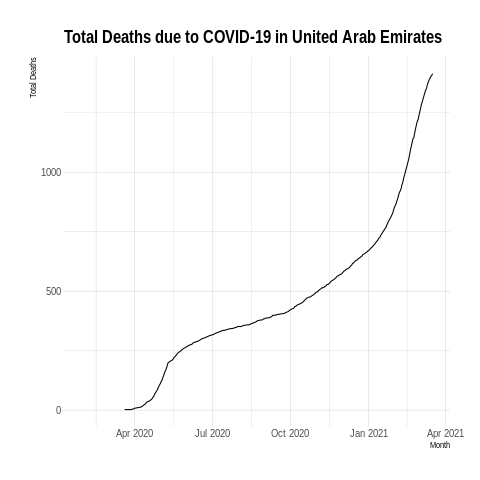 Total Deaths due to COVID-19 in United Arab Emirates
Total Deaths
1000
500
0
Apr 2020 Jul 2020 Oct 2020 Jan 2021 Apr 2021
Month